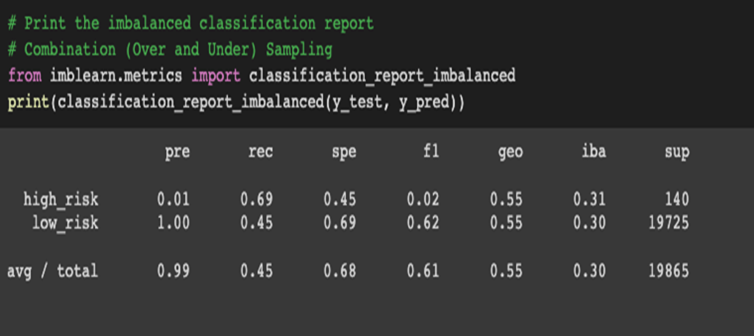 # Print the imbalanced classification report
# Combination (Over and Under) Sampling
from imblearn.metrics import classification_report_imbalanced
print(classification_report_imbalanced(y_test, y_pred))
pre rec spe f1 geo iba sup
high_risk 0.01 0.69 0.45 0.02 0.55 0.31 140
low_risk 1.00 0.45 0.69 0.62 0.55 0.30 19725
avg / total 0.99 0.45 0.68 0.61 0.55 0.30 19865